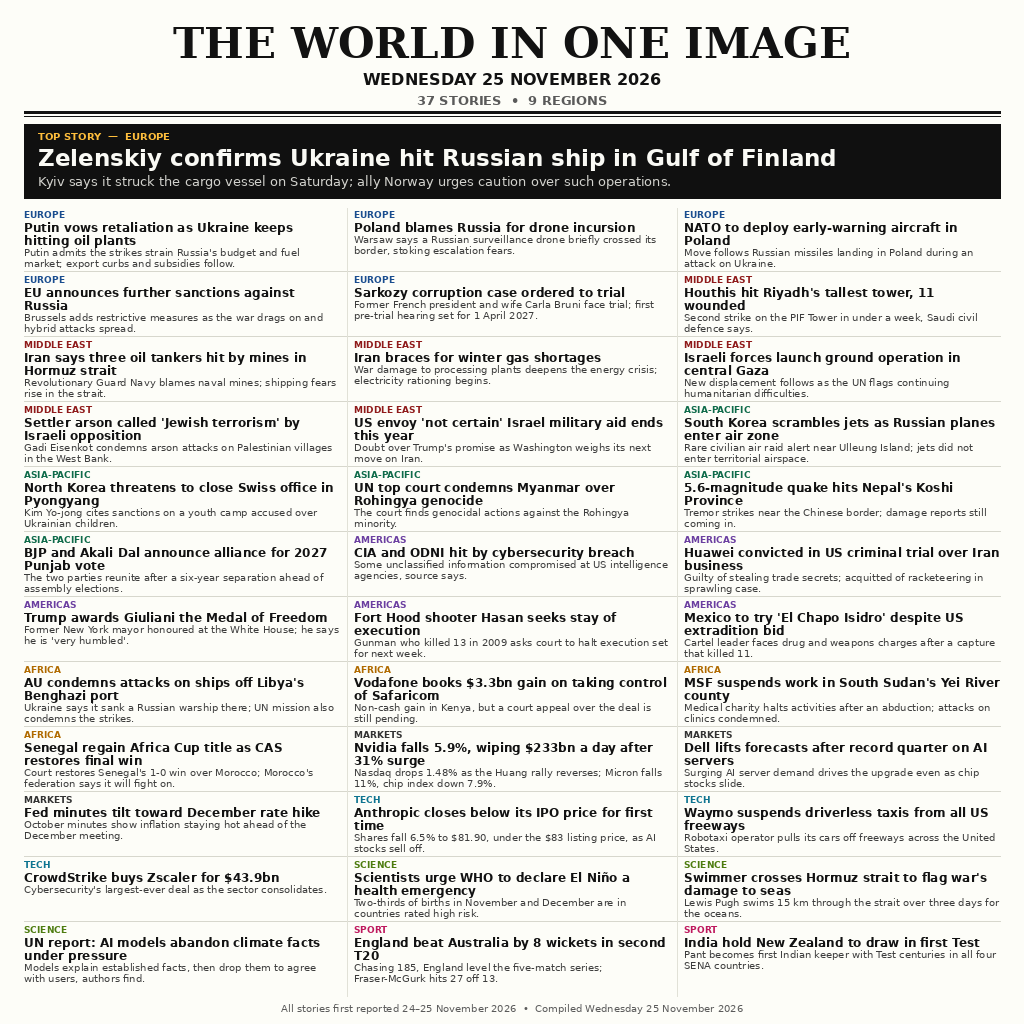 THE WORLD IN ONE IMAGE
WEDNESDAY 25 NOVEMBER 2026
37 STORIES • 9 REGIONS
TOP STORY — EUROPE
Zelenskiy confirms Ukraine hit Russian ship in Gulf of Finland
Kyiv says it struck the cargo vessel on Saturday; ally Norway urges caution over such operations.
EUROPE
Putin vows retaliation as Ukraine keeps
hitting oil plants
Putin admits the strikes strain Russia's budget and fuel
market; export curbs and subsidies follow.
EUROPE
Poland blames Russia for drone incursion
Warsaw says a Russian surveillance drone briefly crossed its
border, stoking escalation fears.
EUROPE
NATO to deploy early-warning aircraft in
Poland
Move follows Russian missiles landing in Poland during an
attack on Ukraine.
EUROPE
EU announces further sanctions against
Russia
Brussels adds restrictive measures as the war drags on and
hybrid attacks spread.
EUROPE
Sarkozy corruption case ordered to trial
Former French president and wife Carla Bruni face trial; first
pre-trial hearing set for 1 April 2027.
MIDDLE EAST
Houthis hit Riyadh's tallest tower, 11
wounded
Second strike on the PIF Tower in under a week, Saudi civil
defence says.
MIDDLE EAST
Iran says three oil tankers hit by mines in
Hormuz strait
Revolutionary Guard Navy blames naval mines; shipping fears
rise in the strait.
MIDDLE EAST
Iran braces for winter gas shortages
War damage to processing plants deepens the energy crisis;
electricity rationing begins.
MIDDLE EAST
Israeli forces launch ground operation in
central Gaza
New displacement follows as the UN flags continuing
humanitarian difficulties.
MIDDLE EAST
Settler arson called 'Jewish terrorism' by
Israeli opposition
Gadi Eisenkot condemns arson attacks on Palestinian villages
in the West Bank.
MIDDLE EAST
US envoy 'not certain' Israel military aid ends
this year
Doubt over Trump's promise as Washington weighs its next
move on Iran.
ASIA-PACIFIC
South Korea scrambles jets as Russian planes
enter air zone
Rare civilian air raid alert near Ulleung Island; jets did not
enter territorial airspace.
ASIA-PACIFIC
North Korea threatens to close Swiss office in
Pyongyang
Kim Yo-jong cites sanctions on a youth camp accused over
Ukrainian children.
ASIA-PACIFIC
UN top court condemns Myanmar over
Rohingya genocide
The court finds genocidal actions against the Rohingya
minority.
ASIA-PACIFIC
5.6-magnitude quake hits Nepal's Koshi
Province
Tremor strikes near the Chinese border; damage reports still
coming in.
ASIA-PACIFIC
BJP and Akali Dal announce alliance for 2027
Punjab vote
The two parties reunite after a six-year separation ahead of
assembly elections.
AMERICAS
CIA and ODNI hit by cybersecurity breach
Some unclassified information compromised at US intelligence
agencies, source says.
AMERICAS
Huawei convicted in US criminal trial over Iran
business
Guilty of stealing trade secrets; acquitted of racketeering in
sprawling case.
AMERICAS
Trump awards Giuliani the Medal of Freedom
Former New York mayor honoured at the White House; he says
he is 'very humbled'.
AMERICAS
Fort Hood shooter Hasan seeks stay of
execution
Gunman who killed 13 in 2009 asks court to halt execution set
for next week.
AMERICAS
Mexico to try 'El Chapo Isidro' despite US
extradition bid
Cartel leader faces drug and weapons charges after a capture
that killed 11.
AFRICA
AU condemns attacks on ships off Libya's
Benghazi port
Ukraine says it sank a Russian warship there; UN mission also
condemns the strikes.
AFRICA
Vodafone books $3.3bn gain on taking control
of Safaricom
Non-cash gain in Kenya, but a court appeal over the deal is
still pending.
AFRICA
MSF suspends work in South Sudan's Yei River
county
Medical charity halts activities after an abduction; attacks on
clinics condemned.
AFRICA
Senegal regain Africa Cup title as CAS
restores final win
Court restores Senegal's 1-0 win over Morocco; Morocco's
federation says it will fight on.
MARKETS
Nvidia falls 5.9%, wiping $233bn a day after
31% surge
Nasdaq drops 1.48% as the Huang rally reverses; Micron falls
11%, chip index down 7.9%.
MARKETS
Dell lifts forecasts after record quarter on AI
servers
Surging AI server demand drives the upgrade even as chip
stocks slide.
MARKETS
Fed minutes tilt toward December rate hike
October minutes show inflation staying hot ahead of the
December meeting.
TECH
Anthropic closes below its IPO price for first
time
Shares fall 6.5% to $81.90, under the $83 listing price, as AI
stocks sell off.
TECH
Waymo suspends driverless taxis from all US
freeways
Robotaxi operator pulls its cars off freeways across the United
States.
TECH
CrowdStrike buys Zscaler for $43.9bn
Cybersecurity's largest-ever deal as the sector consolidates.
SCIENCE
Scientists urge WHO to declare El Niño a
health emergency
Two-thirds of births in November and December are in
countries rated high risk.
SCIENCE
Swimmer crosses Hormuz strait to flag war's
damage to seas
Lewis Pugh swims 15 km through the strait over three days for
the oceans.
SCIENCE
UN report: AI models abandon climate facts
under pressure
Models explain established facts, then drop them to agree
with users, authors find.
SPORT
England beat Australia by 8 wickets in second
T20
Chasing 185, England level the five-match series;
Fraser-McGurk hits 27 off 13.
SPORT
India hold New Zealand to draw in first Test
Pant becomes first Indian keeper with Test centuries in all four
SENA countries.
All stories first reported 24–25 November 2026 • Compiled Wednesday 25 November 2026